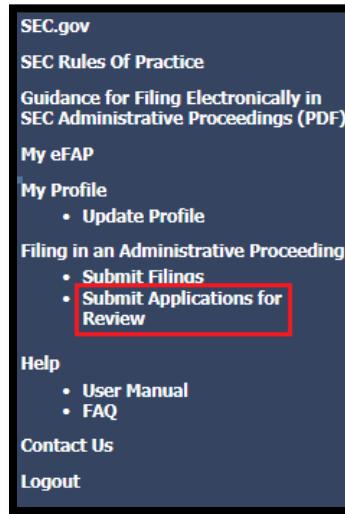 SEC.gov
SEC Rules Of Practice
Guidance for Filing Electronically in
SEC Administrative Proceedings (PDF)
My eFAP
My Profile
• Update Profile
Filing in an Administrative Proceeding
• Submit Filings
• Submit Applications for
Review
Help
• User Manual
• FAQ
Contact Us
Logout